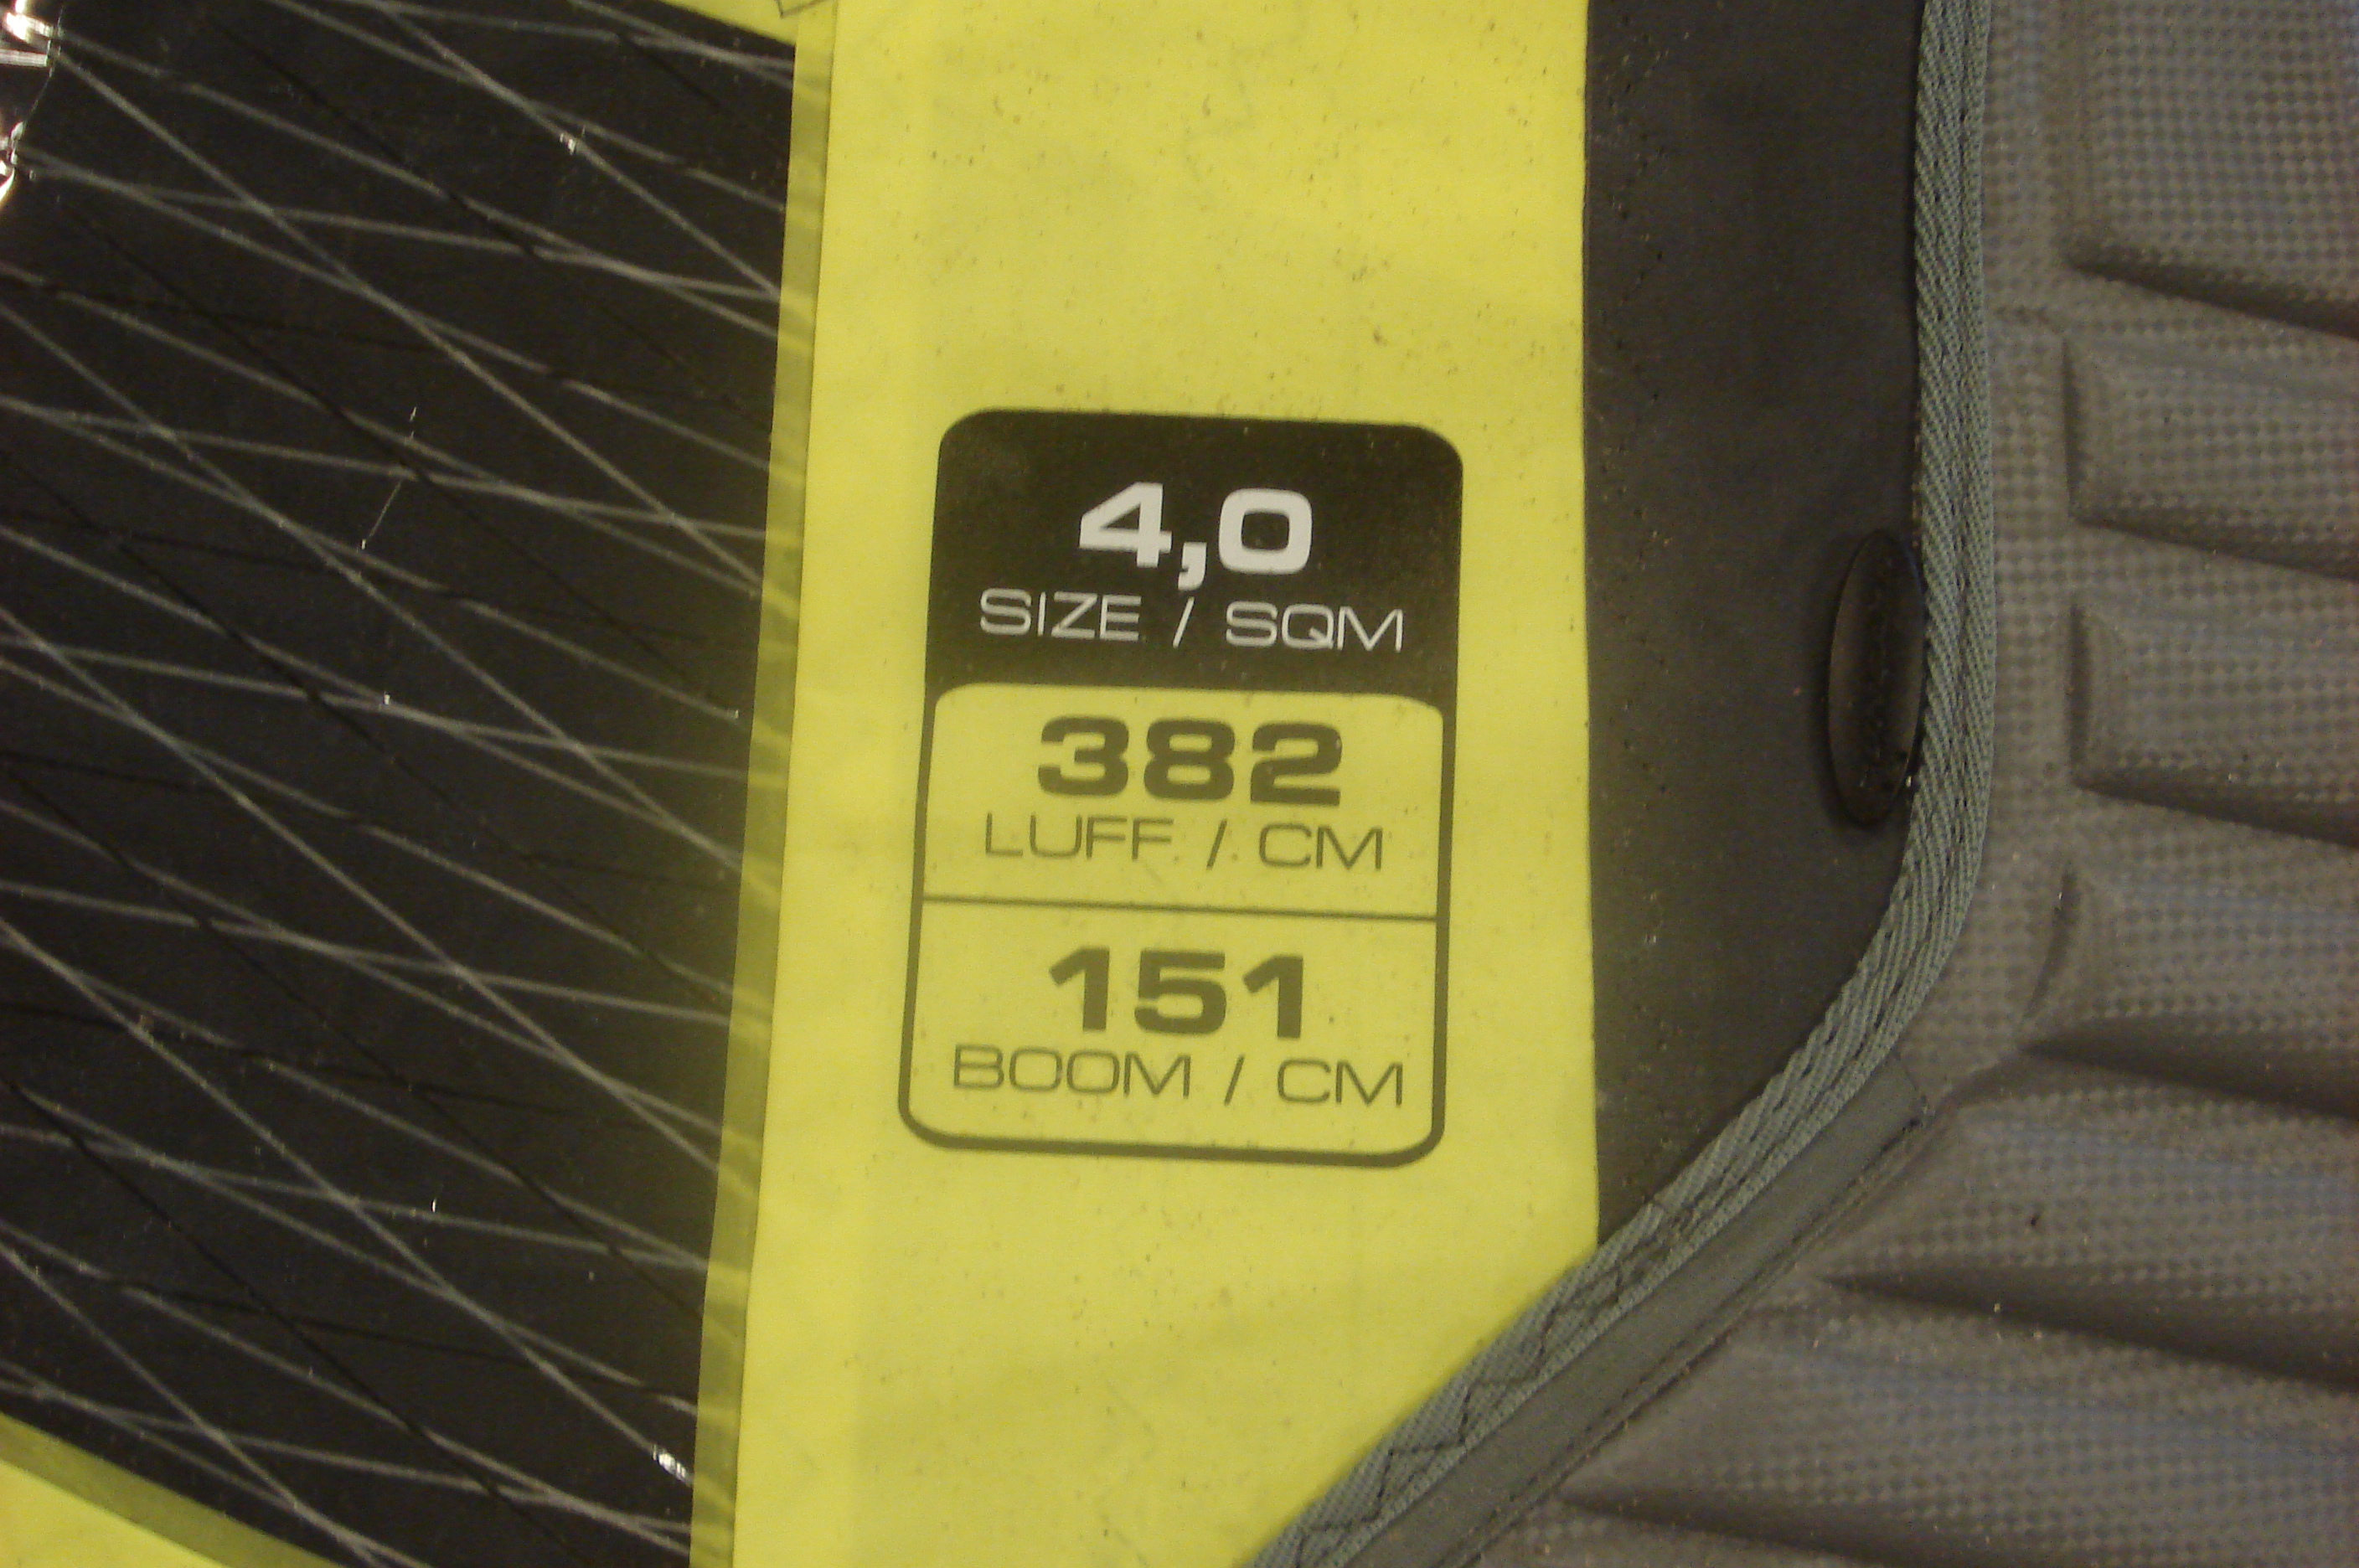 4,0
SIZE / SQM
382
LUFF / CM
151
BOOM / CM